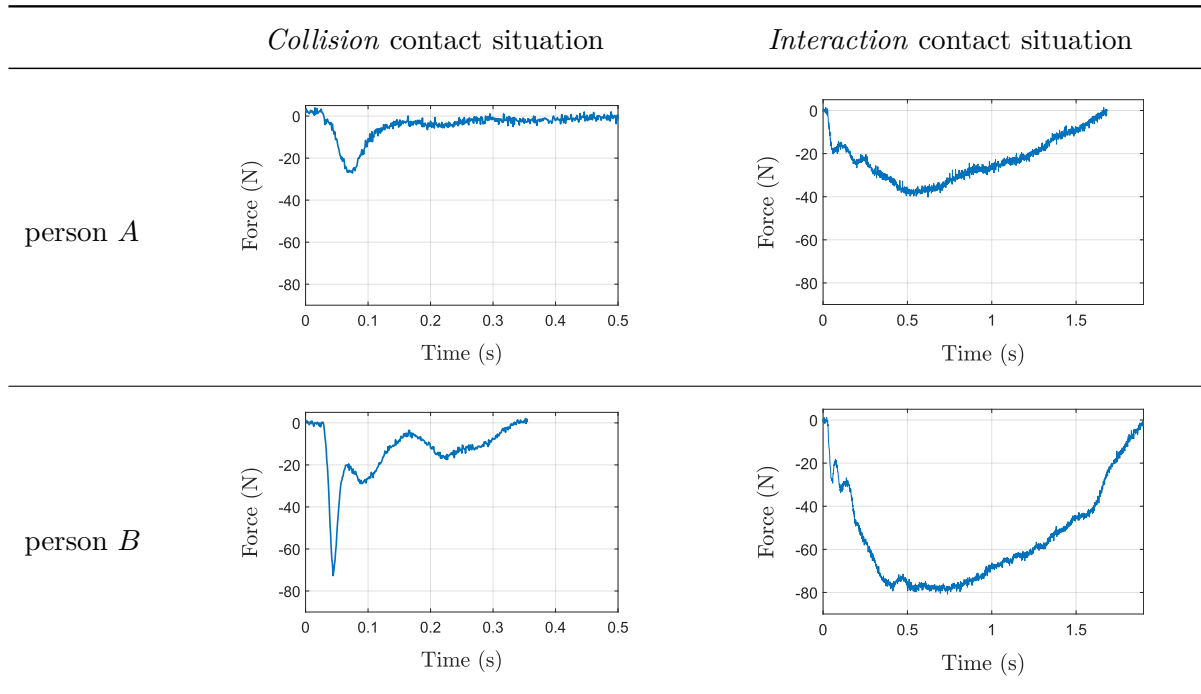 Collision contact situation
Interaction contact situation
person A
Force (N)
0
-20
-40
-60
-80
0 0.1 0.2 0.3 0.4 0.5
Time (s)
Force (N)
0
-20
-40
-60
-80
0 0.5 1 1.5
Time (s)
person B
Force (N)
0
-20
-40
-60
-80
0 0.1 0.2 0.3 0.4 0.5
Time (s)
Force (N)
0
-20
-40
-60
-80
0 0.5 1 1.5
Time (s)